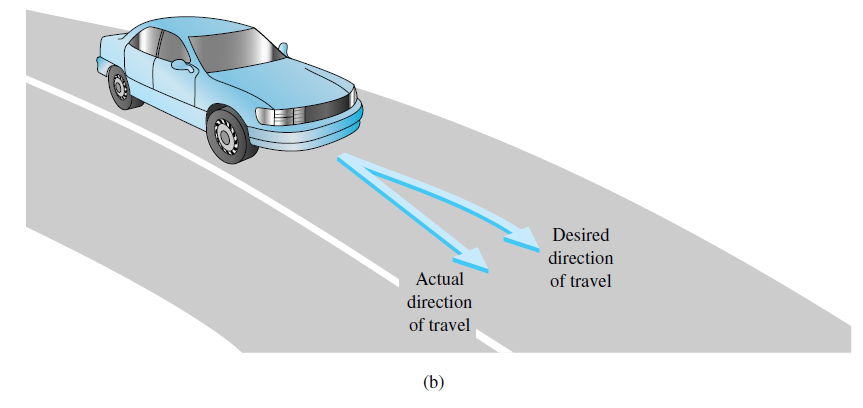 Desired
direction
of travel
Actual
direction
of travel
(b)